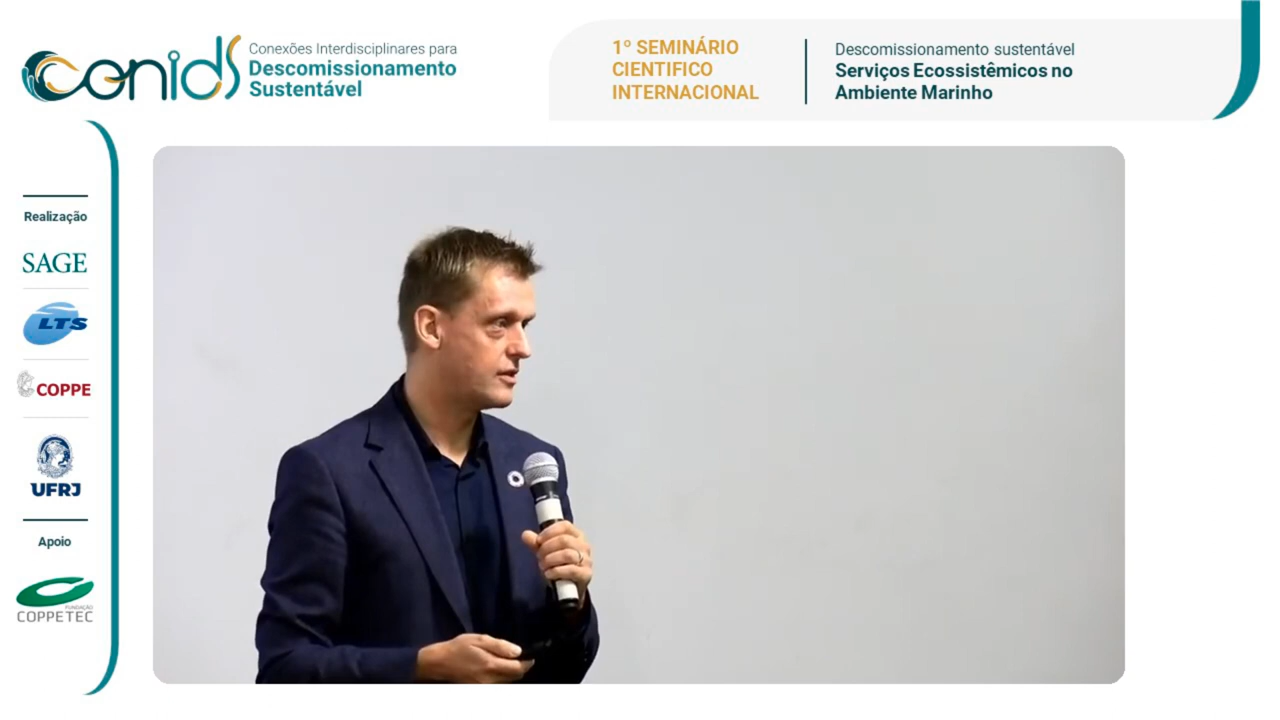 conids
Conexões Interdisciplinares para
Descomissionamento
Sustentável
1º SEMINÁRIO
CIENTIFICO
INTERNACIONAL
Descomissionamento sustentável
Serviços Ecossistêmicos no
Ambiente Marinho
Realização
SAGE
LTS
COPPE
UFRJ
Apoio
FUNDAÇÃO
COPPETEC